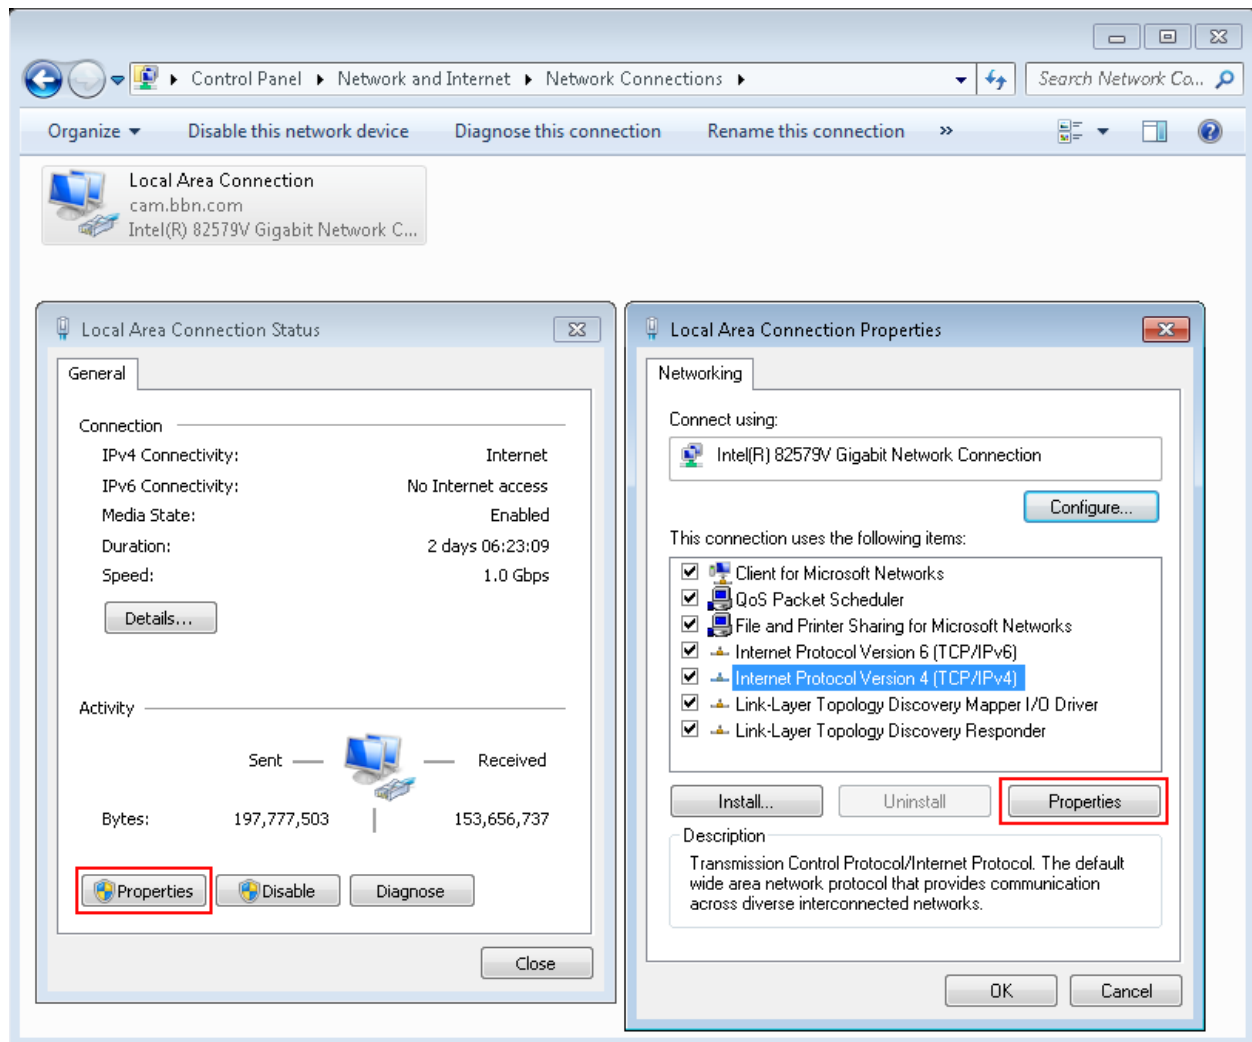 Control Panel Network and Internet Network Connections
Search Network Co...
Organize Disable this network device Diagnose this connection Rename this connection »
Local Area Connection
cam.bbn.com
Intel(R) 82579V Gigabit Network C...
Local Area Connection Status
General
Connection
IPv4 Connectivity: Internet
IPv6 Connectivity: No Internet access
Media State: Enabled
Duration: 2 days 06:23:09
Speed: 1.0 Gbps
Details...
Activity
Sent Received
Bytes: 197,777,503 153,656,737
Properties Disable Diagnose
Close
Local Area Connection Properties
Networking
Connect using:
Intel(R) 82579V Gigabit Network Connection
Configure...
This connection uses the following items:
Client for Microsoft Networks
QoS Packet Scheduler
File and Printer Sharing for Microsoft Networks
Internet Protocol Version 6 (TCP/IPv6)
Internet Protocol Version 4 (TCP/IPv4)
Link-Layer Topology Discovery Mapper I/O Driver
Link-Layer Topology Discovery Responder
Install... Uninstall Properties
Description
Transmission Control Protocol/Internet Protocol. The default
wide area network protocol that provides communication
across diverse interconnected networks.
OK Cancel